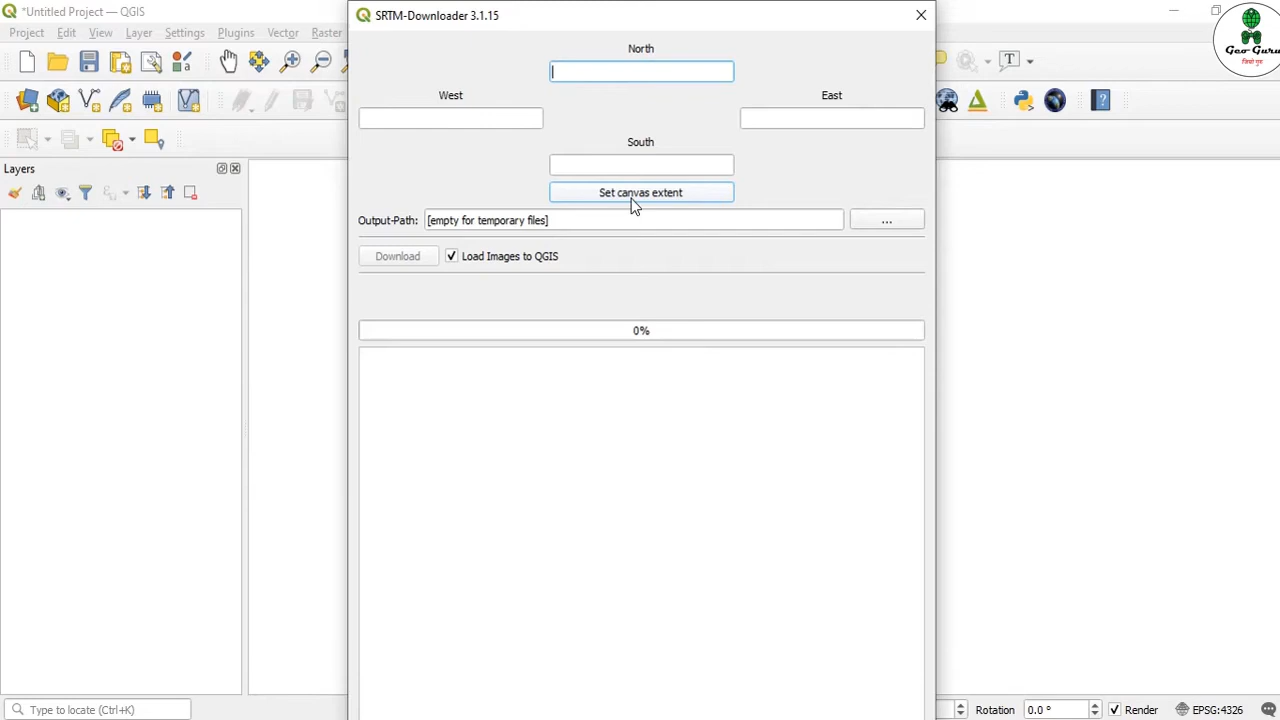 *Untitled Project — QGIS
Project Edit View Layer Settings Plugins Vector Raster
Layers
Type to locate (Ctrl+K)
SRTM-Downloader 3.1.15
North
West
East
South
Set canvas extent
Output-Path: [empty for temporary files] ...
Download Load Images to QGIS
0%
T
Geo Guru
Rotation 0.0 ° Render EPSG:4326